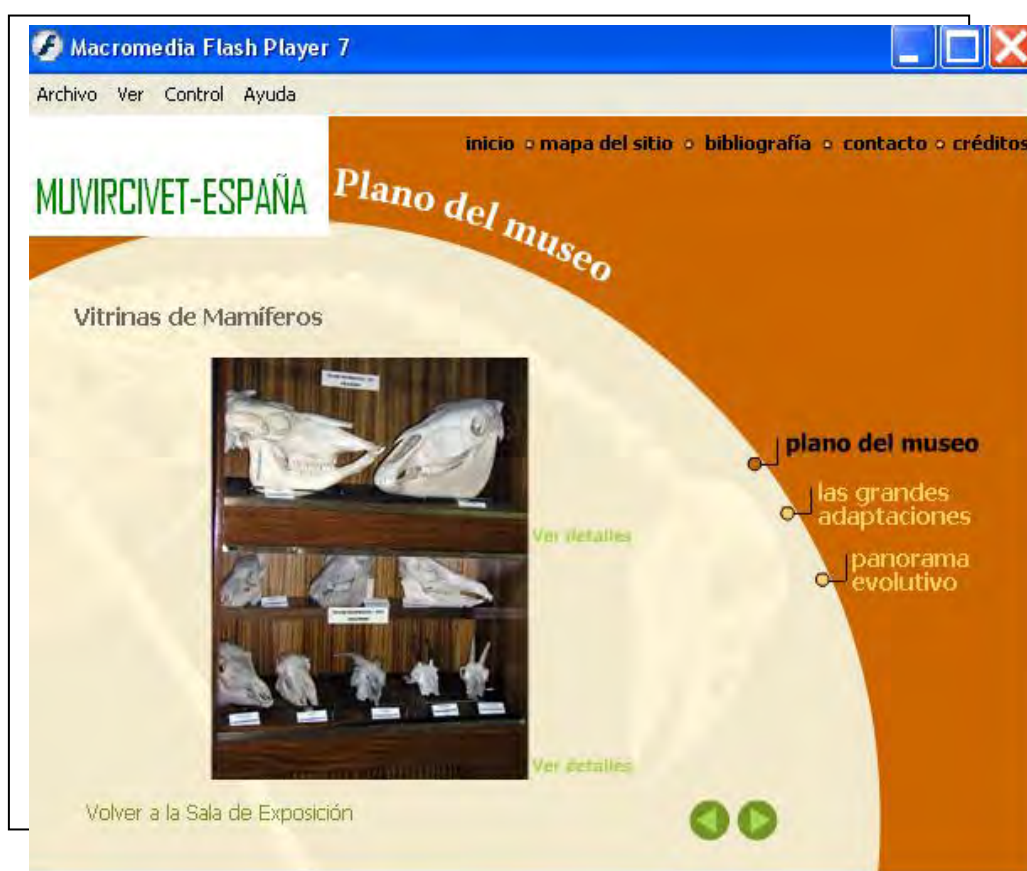 Macromedia Flash Player 7
Archivo Ver Control Ayuda
inicio mapa del sitio bibliografía contacto créditos
MUVIRCIVET-ESPAÑA
Plano del museo
Vitrinas de Mamíferos
plano del museo
las grandes
adaptaciones
panorama
evolutivo
Ver detalles
Ver detalles
Volver a la Sala de Exposición